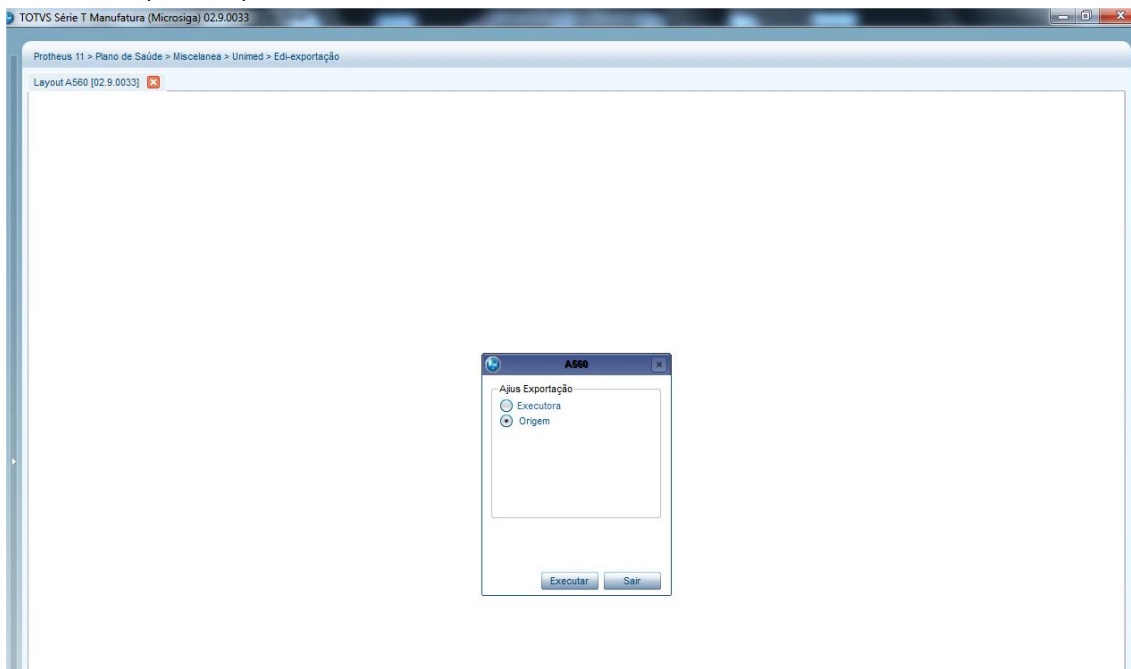 TOTVS Série T Manufatura (Microsiga) 02.9.0033
Protheus 11 > Plano de Saúde > Miscelanea > Unimed > Edi-exportação
Layout A560 [02.9.0033]
A560
Ajius Exportação
Executora
Origem
Executar Sair